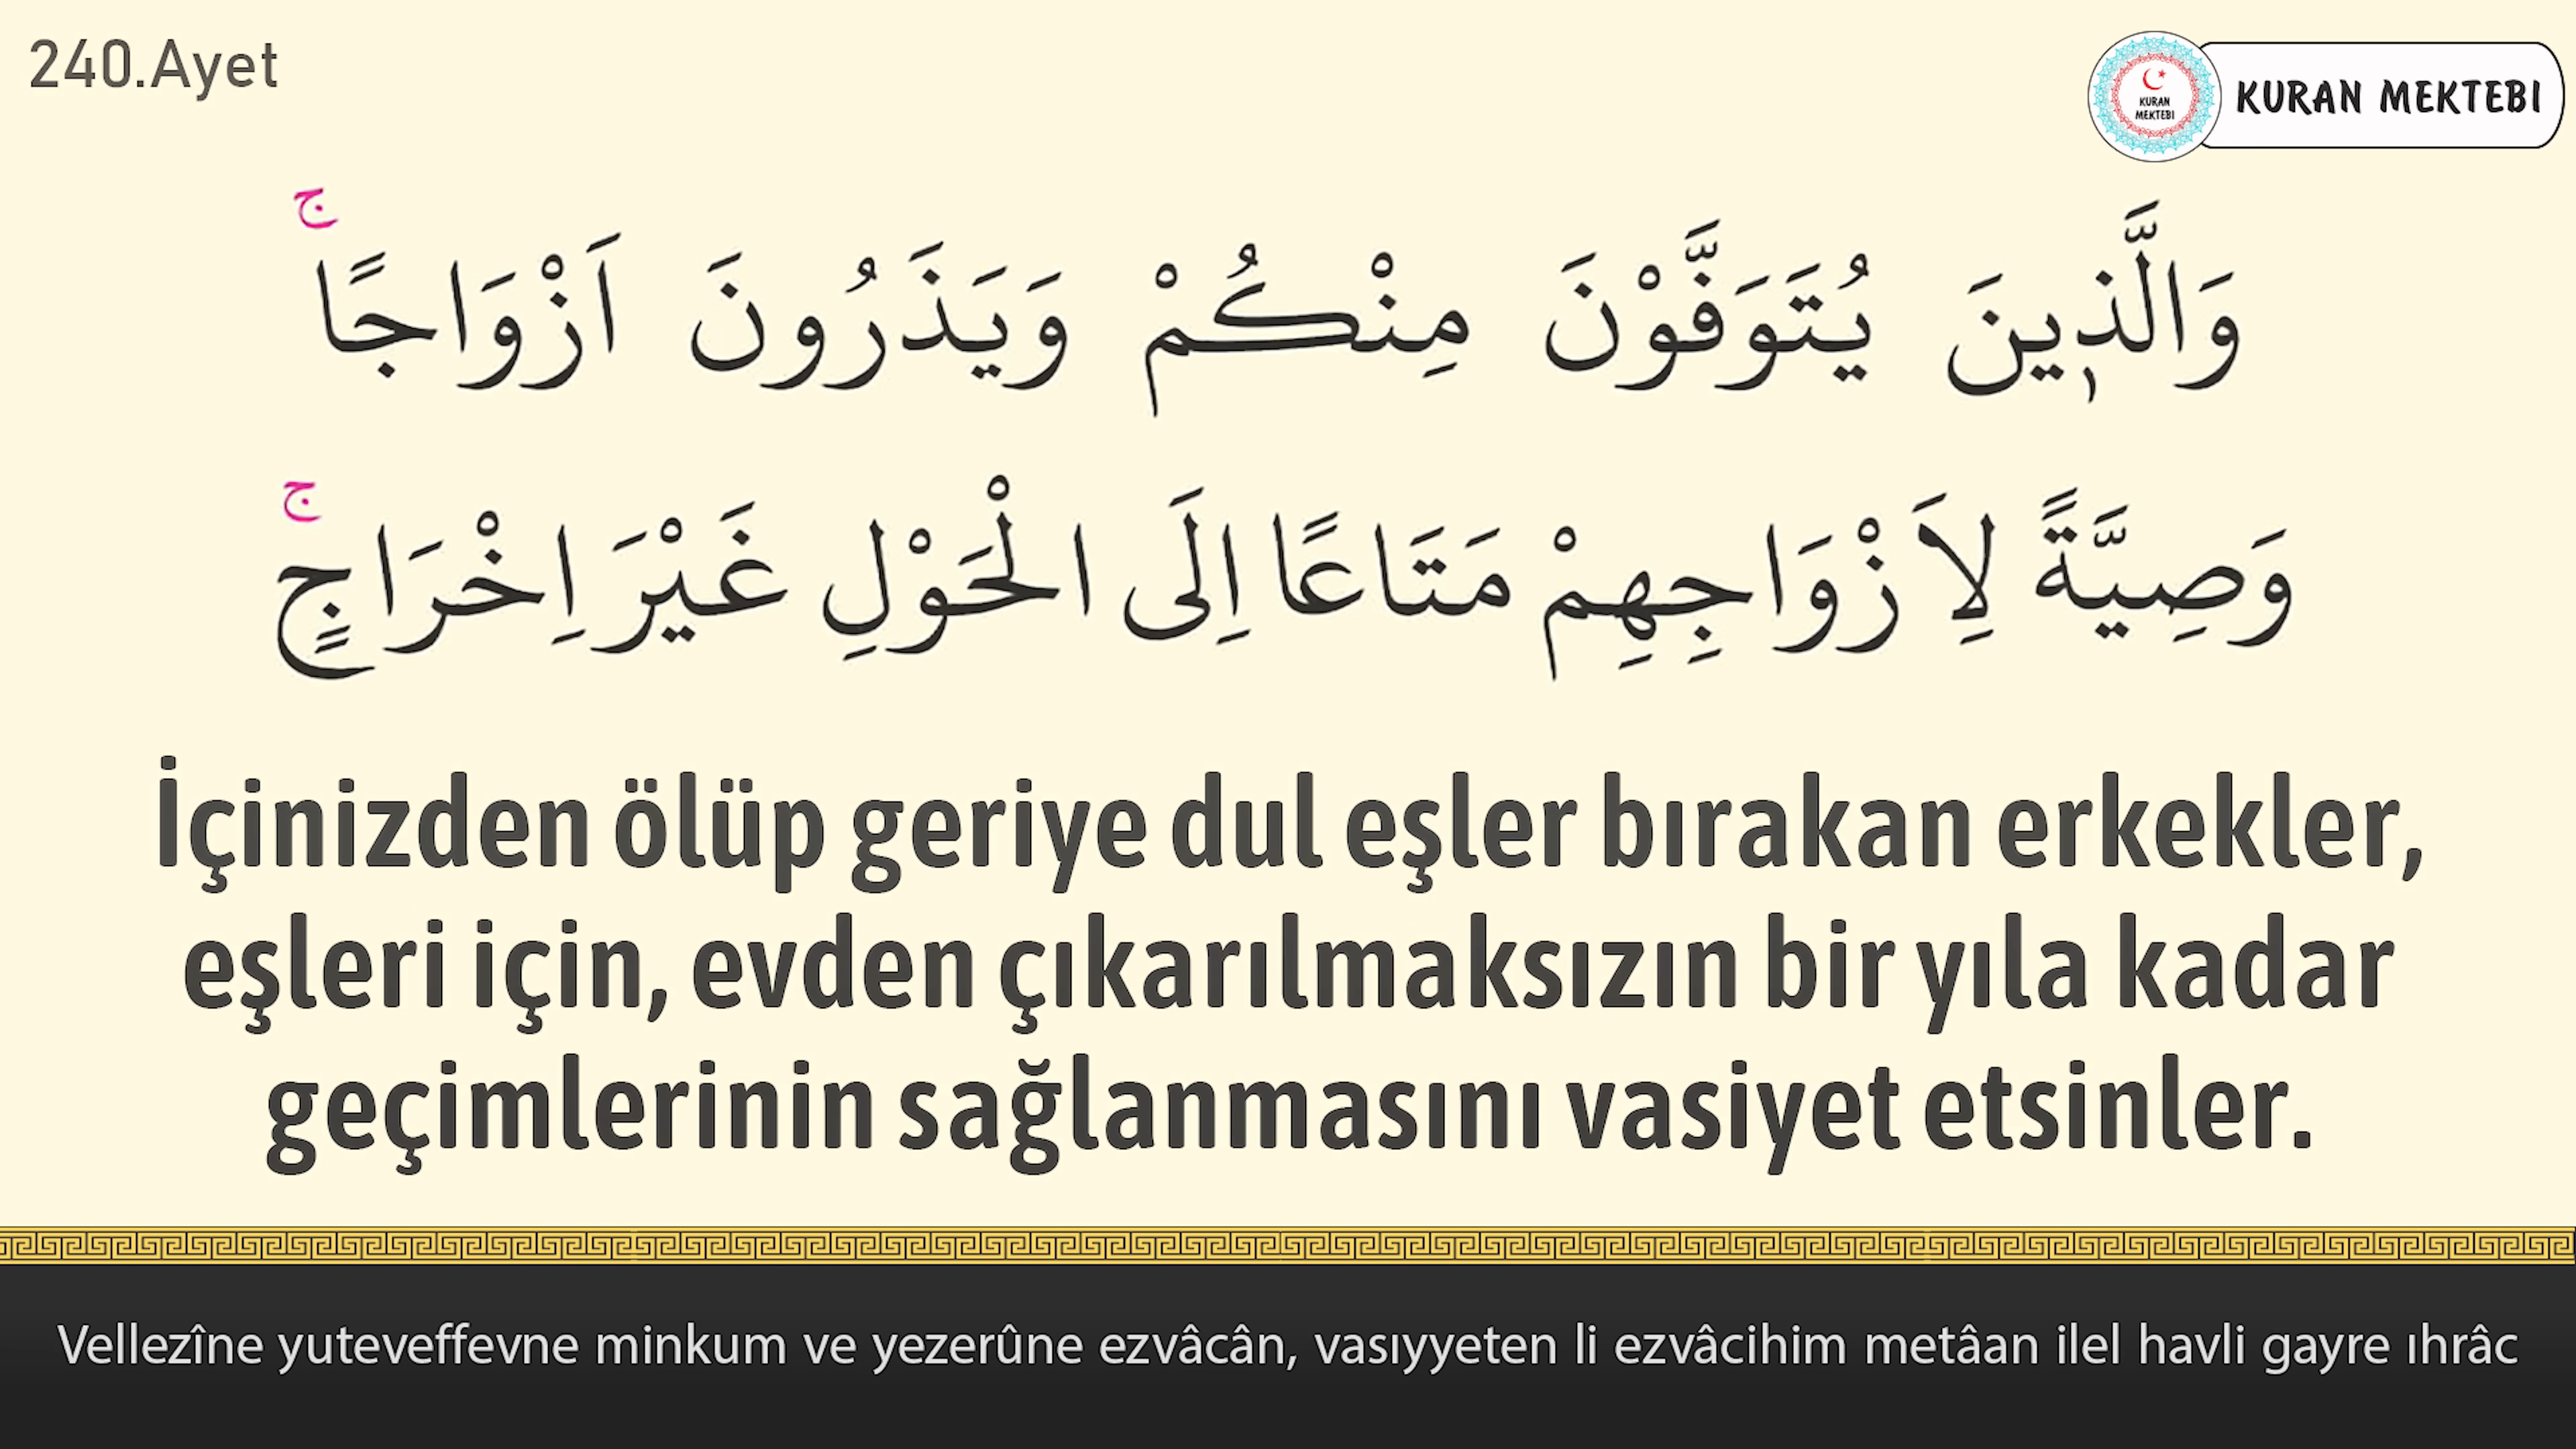 240.Ayet
KURAN
MEKTEBI
KURAN MEKTEBI
وَالَّذ۪ينَ يُتَوَفَّوْنَ مِنْكُمْ وَيَذَرُونَ اَزْوَاجًاۚ
وَصِيَّةً لِاَزْوَاجِهِمْ مَتَاعًا اِلَى الْحَوْلِ غَيْرَ اِخْرَاجٍۚ
İçinizden ölüp geriye dul eşler bırakan erkekler,
eşleri için, evden çıkarılmaksızın bir yıla kadar
geçimlerinin sağlanmasını vasiyet etsinler.
Vellezîne yuteveffevne minkum ve yezerûne ezvâcân, vasıyyeten li ezvâcihim metâan ilel havli gayre ıhrâc